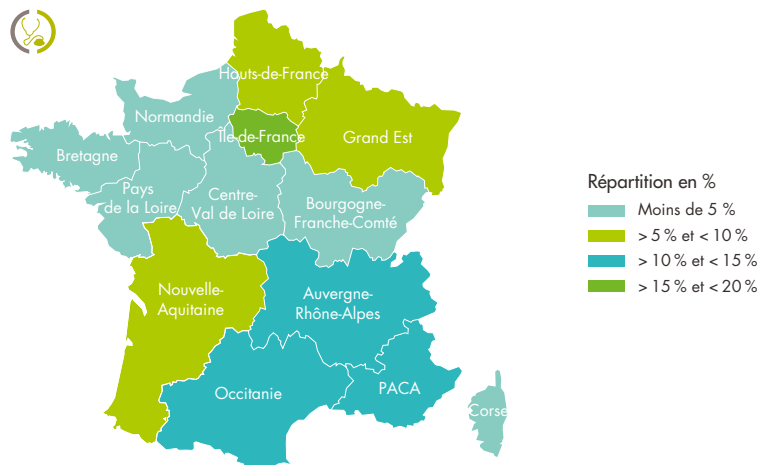 Hauts-de-France
Normandie
Île-de-France
Grand Est
Bretagne
Pays
de la Loire
Centre-
Val de Loire
Bourgogne-
Franche-Comté
Nouvelle-
Aquitaine
Auvergne-
Rhône-Alpes
Occitanie
PACA
Corse
Répartition en %
Moins de 5 %
> 5 % et < 10 %
> 10 % et < 15 %
> 15 % et < 20 %